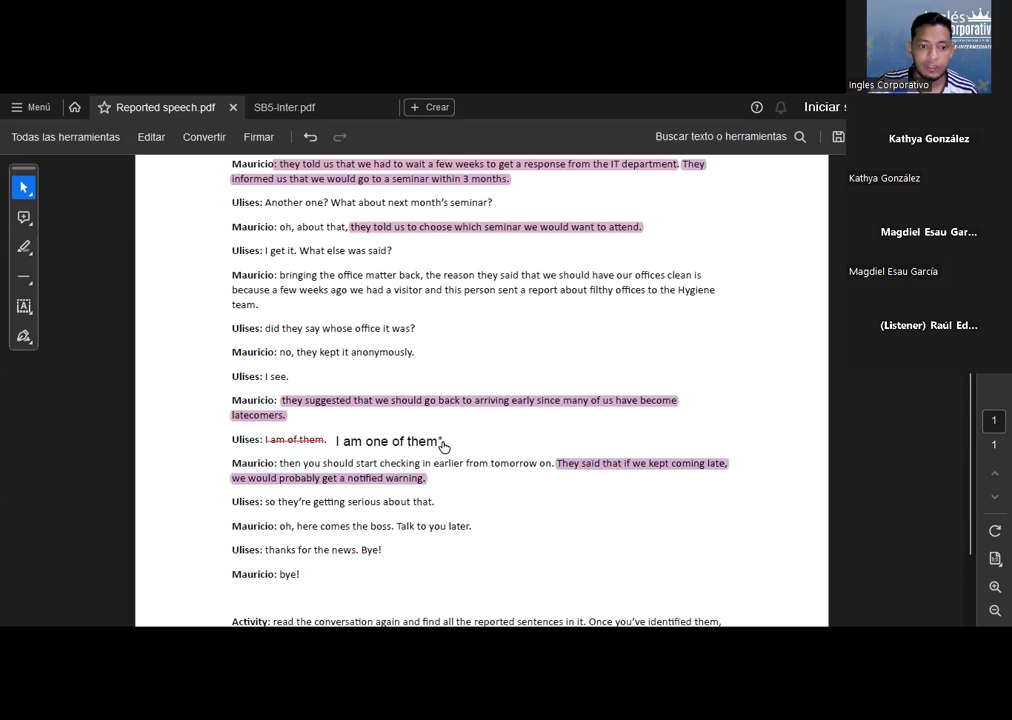 Inglés
Corporativo
E-INTERMEDIATE
Ingles Corporativo
Menú
Reported speech.pdf
SB5-Inter.pdf
Crear
Iniciar s
Todas las herramientas
Editar
Convertir
Firmar
Buscar texto o herramientas
Kathya González
Kathya González
Magdiel Esau Gar...
Magdiel Esau García
(Listener) Raúl Ed...
Mauricio: they told us that we had to wait a few weeks to get a response from the IT department. They
informed us that we would go to a seminar within 3 months.
Ulises: Another one? What about next month's seminar?
Mauricio: oh, about that, they told us to choose which seminar we would want to attend.
Ulises: I get it. What else was said?
Mauricio: bringing the office matter back, the reason they said that we should have our offices clean is
because a few weeks ago we had a visitor and this person sent a report about filthy offices to the Hygiene
team.
Ulises: did they say whose office it was?
Mauricio: no, they kept it anonymously.
Ulises: I see.
Mauricio: they suggested that we should go back to arriving early since many of us have become
latecomers.
Ulises: I am of them. I am one of them*
Mauricio: then you should start checking in earlier from tomorrow on. They said that if we kept coming late,
we would probably get a notified warning.
Ulises: so they're getting serious about that.
Mauricio: oh, here comes the boss. Talk to you later.
Ulises: thanks for the news. Bye!
Mauricio: bye!
Activity: read the conversation again and find all the reported sentences in it. Once you've identified them,
1
1